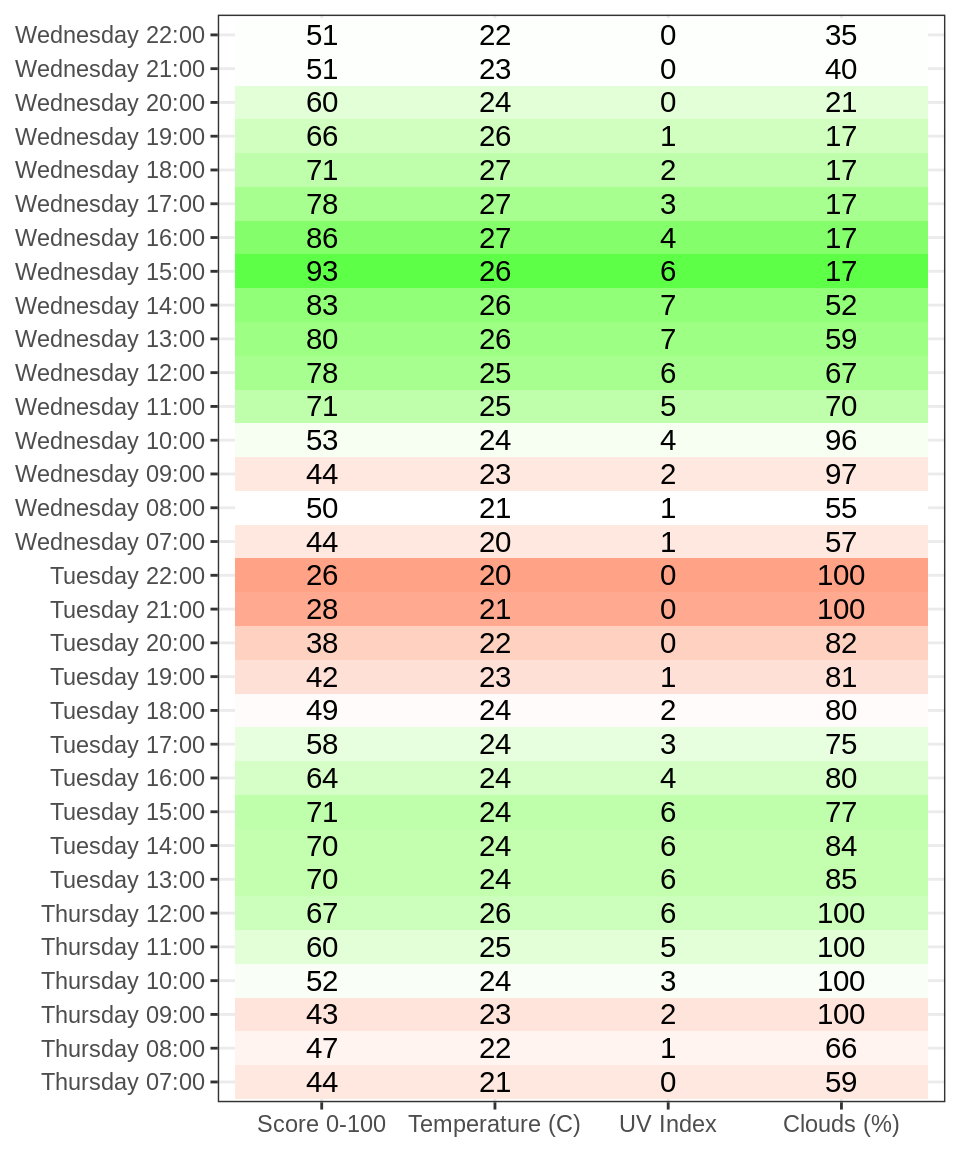 Wednesday 22:00 51 22 0 35
Wednesday 21:00 51 23 0 40
Wednesday 20:00 60 24 0 21
Wednesday 19:00 66 26 1 17
Wednesday 18:00 71 27 2 17
Wednesday 17:00 78 27 3 17
Wednesday 16:00 86 27 4 17
Wednesday 15:00 93 26 6 17
Wednesday 14:00 83 26 7 52
Wednesday 13:00 80 26 7 59
Wednesday 12:00 78 25 6 67
Wednesday 11:00 71 25 5 70
Wednesday 10:00 53 24 4 96
Wednesday 09:00 44 23 2 97
Wednesday 08:00 50 21 1 55
Wednesday 07:00 44 20 1 57
Tuesday 22:00 26 20 0 100
Tuesday 21:00 28 21 0 100
Tuesday 20:00 38 22 0 82
Tuesday 19:00 42 23 1 81
Tuesday 18:00 49 24 2 80
Tuesday 17:00 58 24 3 75
Tuesday 16:00 64 24 4 80
Tuesday 15:00 71 24 6 77
Tuesday 14:00 70 24 6 84
Tuesday 13:00 70 24 6 85
Thursday 12:00 67 26 6 100
Thursday 11:00 60 25 5 100
Thursday 10:00 52 24 3 100
Thursday 09:00 43 23 2 100
Thursday 08:00 47 22 1 66
Thursday 07:00 44 21 0 59
Score 0-100 Temperature (C) UV Index Clouds (%)